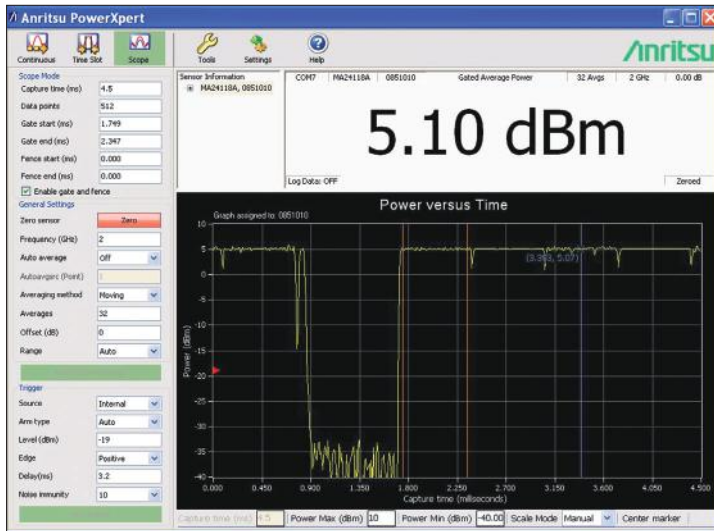 Anritsu PowerXpert
Continuous
Time Slot
Scope
Tools
Settings
Help
Anritsu
Scope Mode
Capture time (ms) 4.5
Data points 512
Gate start (ms) 1.749
Gate end (ms) 2.347
Fence start (ms) 0.000
Fence end (ms) 0.000
Enable gate and fence
General Settings
Zero sensor Zero
Frequency (GHz) 2
Auto average Off
Averaging method Moving
Averages 32
Offset (dB) 0
Range Auto
Trigger
Source Internal
Arm type Auto
Level (dBm) -19
Edge Positive
Delay(ms) 3.2
Noise immunity 10
Sensor Information
MA24118A, 0851010
COM7 MA24118A 0851010 Gated Average Power 32 Avgs 2 GHz 0.00 dB
5.10 dBm
Log Data: OFF
Zeroed
Power versus Time
Graph assigned to: 0851010
Power (dBm)
10
5
0
-5
-10
-15
-20
-25
-30
-35
-40
5.07)
0.000 0.450 0.900 1.350 1.800 2.250 2.700 3.150 3.600 4.050 4.500
Capture time (milliseconds)
Capture time (ms) 4.5 Power Max (dBm) 10 Power Min (dBm) -40.00 Scale Mode Manual Center marker